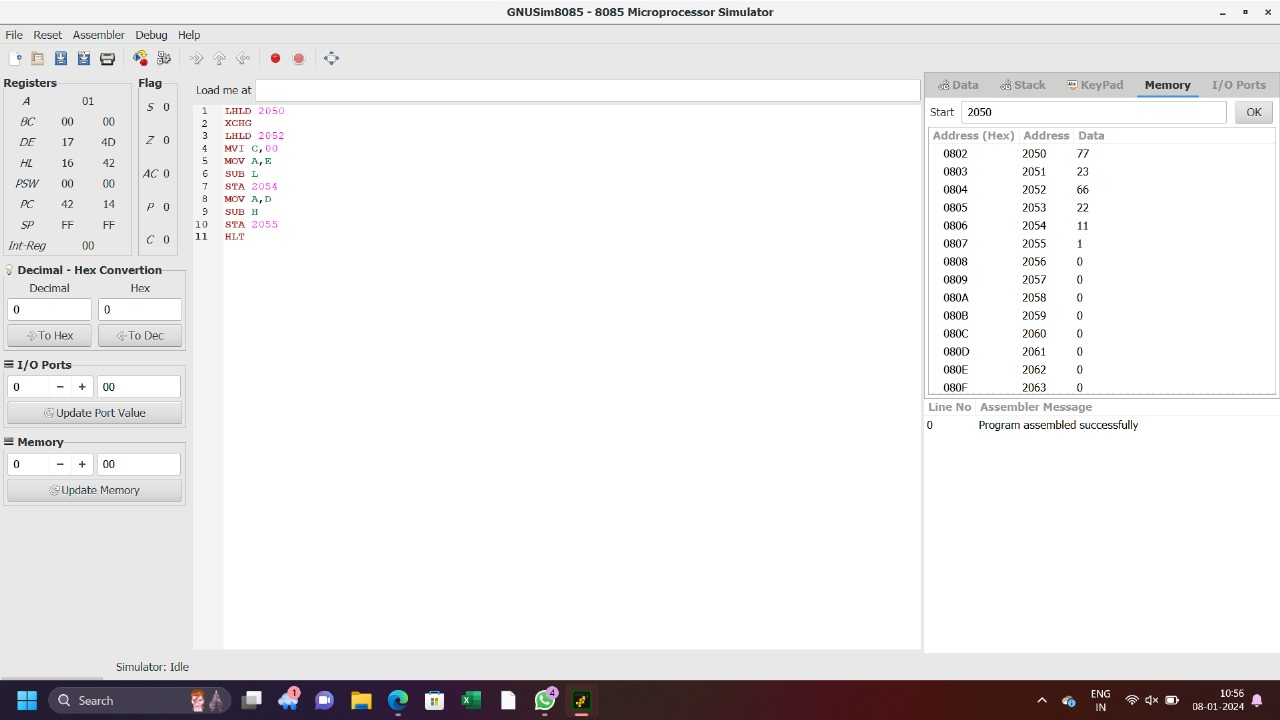 GNUSim8085 - 8085 Microprocessor Simulator
File Reset Assembler Debug Help
Registers
A 01
BC 00 00
DE 17 4D
HL 16 42
PSW 00 00
PC 42 14
SP FF FF
Int-Reg 00
Flag
S 0
Z 0
AC 0
P 0
C 0
Decimal - Hex Convertion
Decimal Hex
0 0
To Hex To Dec
I/O Ports
0 − + 00
Update Port Value
Memory
0 − + 00
Update Memory
Load me at
1 LHLD 2050
2 XCHG
3 LHLD 2052
4 MVI C,00
5 MOV A,E
6 SUB L
7 STA 2054
8 MOV A,D
9 SUB H
10 STA 2055
11 HLT
Data Stack KeyPad Memory I/O Ports
Start 2050 OK
Address (Hex) Address Data
0802 2050 77
0803 2051 23
0804 2052 66
0805 2053 22
0806 2054 11
0807 2055 1
0808 2056 0
0809 2057 0
080A 2058 0
080B 2059 0
080C 2060 0
080D 2061 0
080E 2062 0
080F 2063 0
Line No Assembler Message
0 Program assembled successfully
Simulator: Idle
Search
1
4
ENG
IN
10:56
08-01-2024